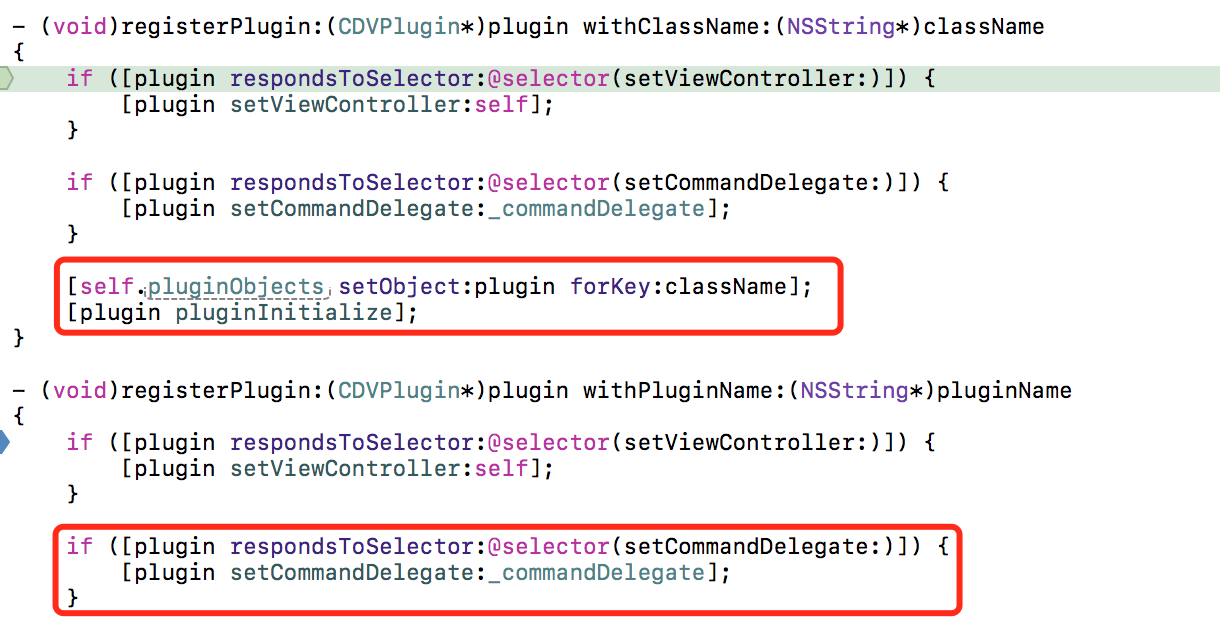 - (void)registerPlugin:(CDVPlugin*)plugin withClassName:(NSString*)className
{
    if ([plugin respondsToSelector:@selector(setViewController:)]) {
        [plugin setViewController:self];
    }

    if ([plugin respondsToSelector:@selector(setCommandDelegate:)]) {
        [plugin setCommandDelegate:_commandDelegate];
    }

    [self.pluginObjects setObject:plugin forKey:className];
    [plugin pluginInitialize];
}

- (void)registerPlugin:(CDVPlugin*)plugin withPluginName:(NSString*)pluginName
{
    if ([plugin respondsToSelector:@selector(setViewController:)]) {
        [plugin setViewController:self];
    }

    if ([plugin respondsToSelector:@selector(setCommandDelegate:)]) {
        [plugin setCommandDelegate:_commandDelegate];
    }